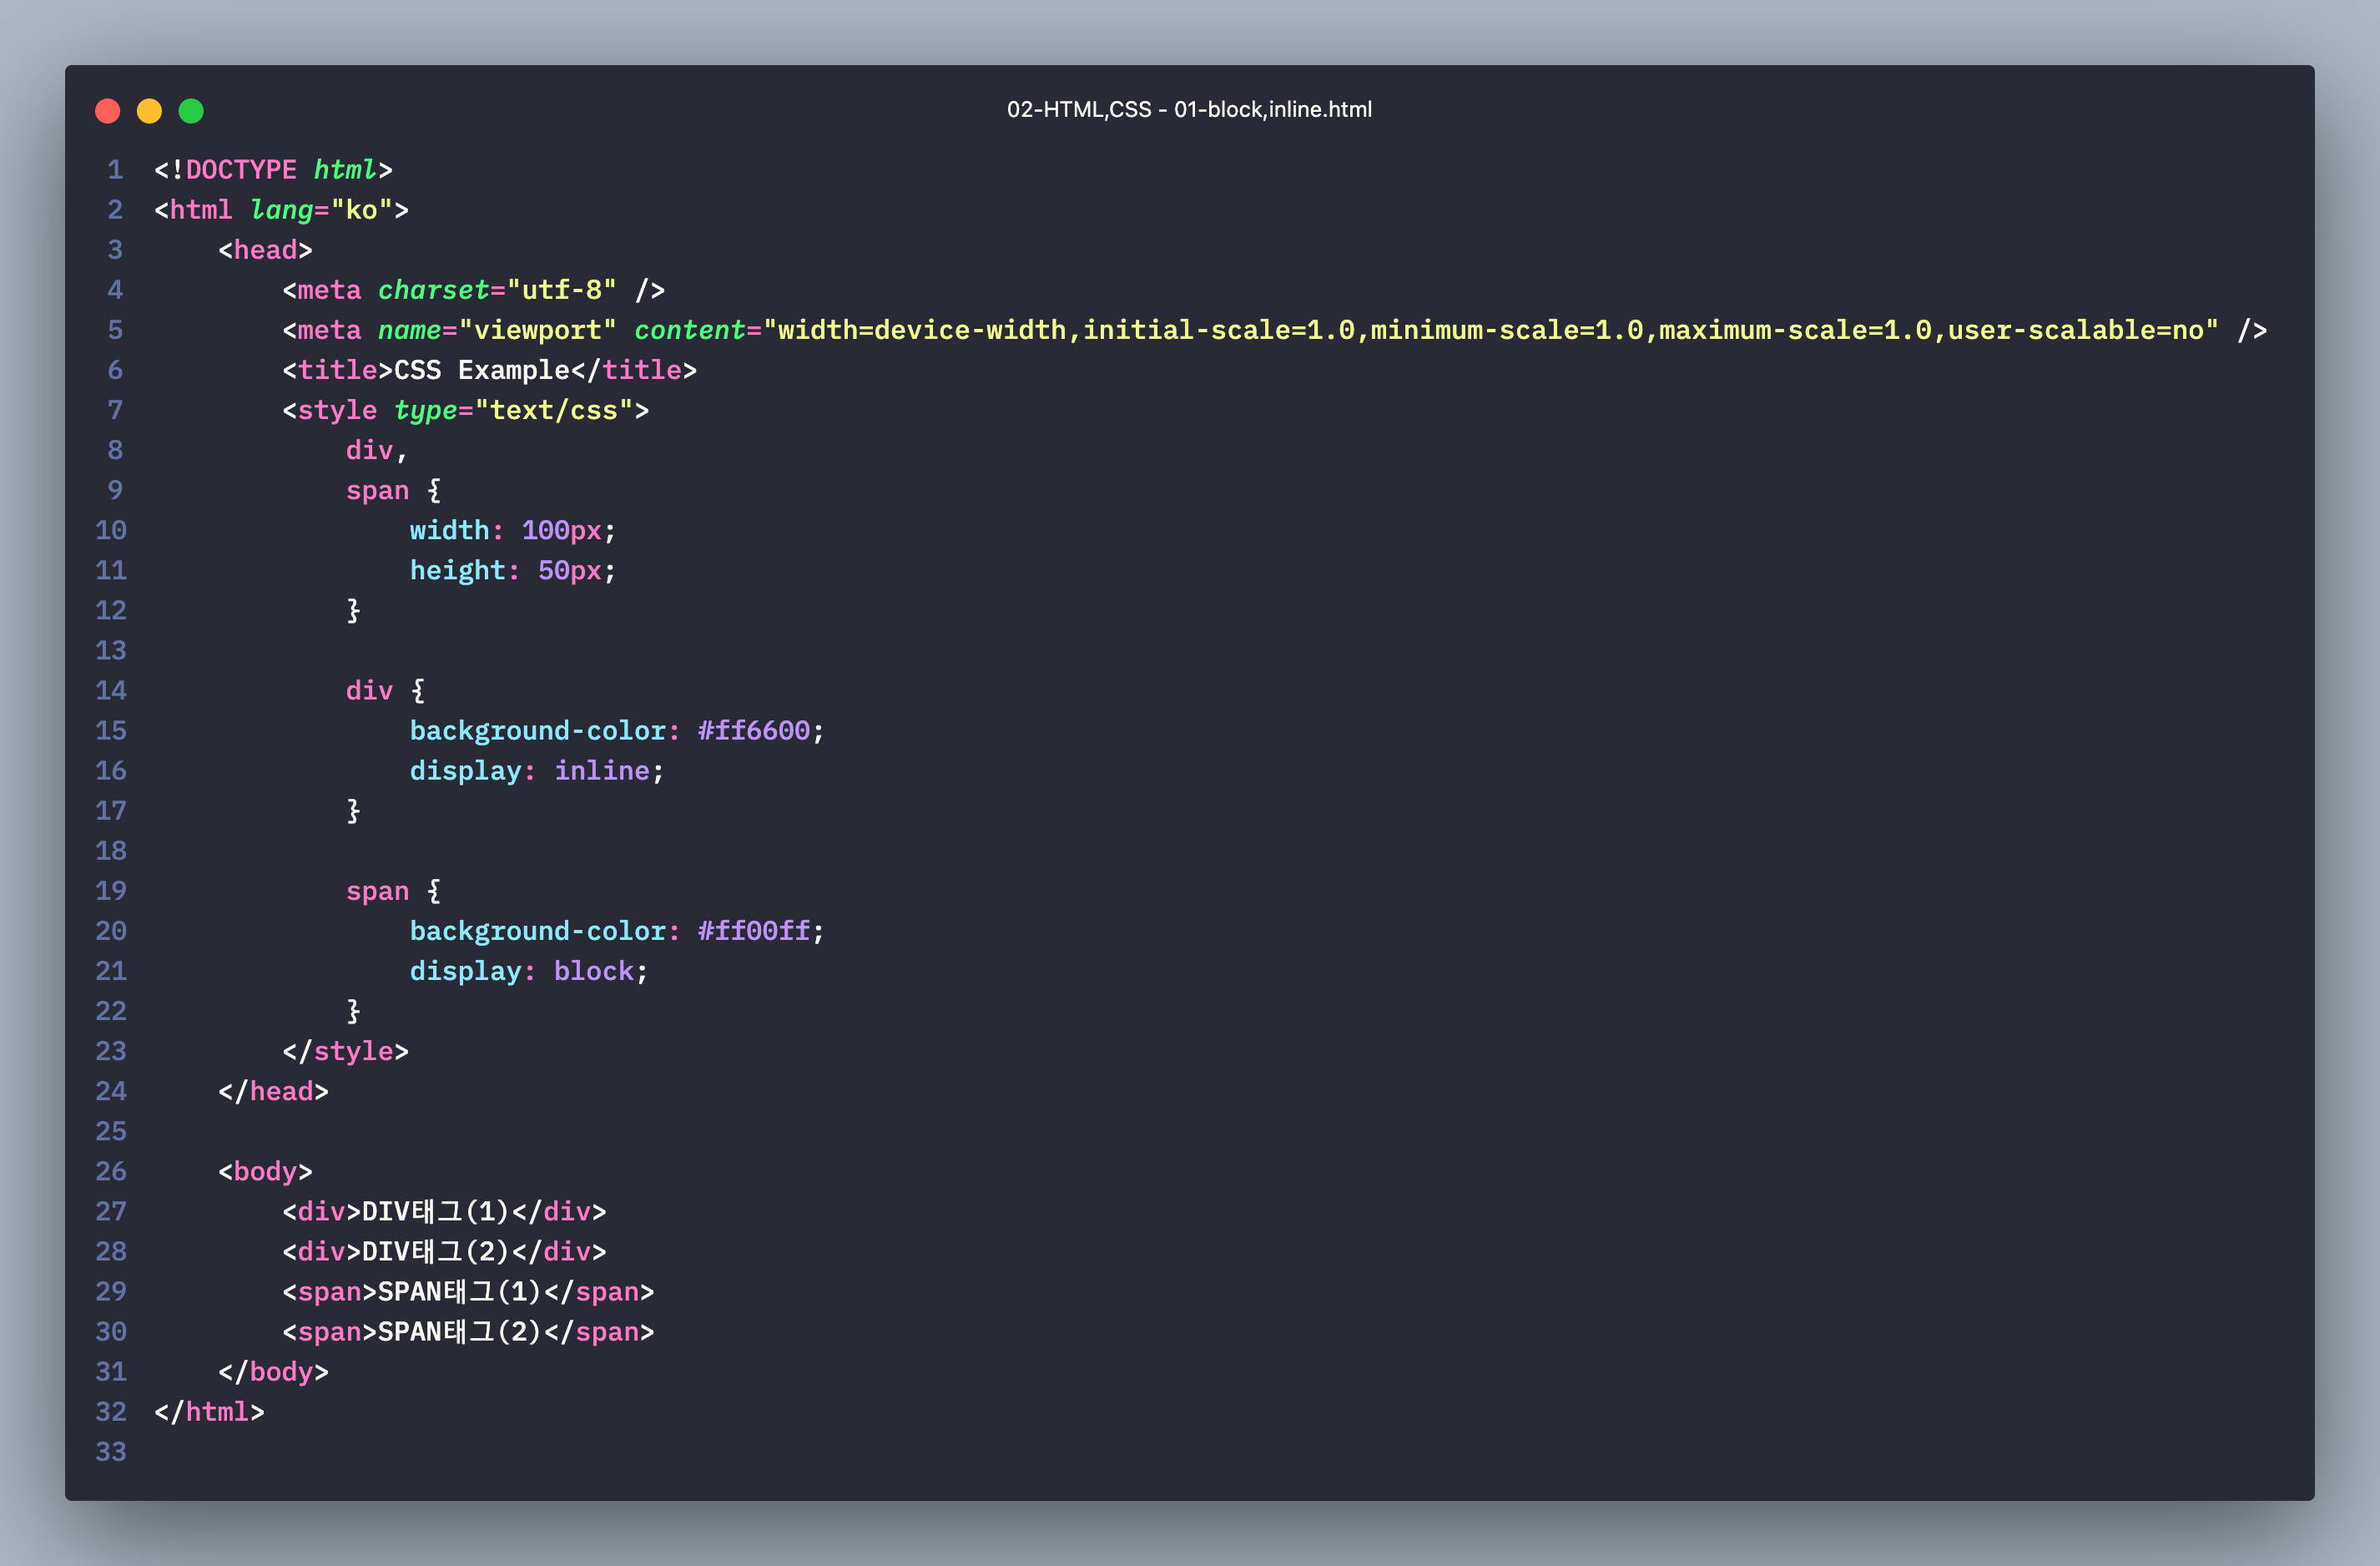 02-HTML,CSS - 01-block,inline.html
1 <!DOCTYPE html>
2 <html lang="ko">
3     <head>
4         <meta charset="utf-8" />
5         <meta name="viewport" content="width=device-width,initial-scale=1.0,minimum-scale=1.0,maximum-scale=1.0,user-scalable=no" />
6         <title>CSS Example</title>
7         <style type="text/css">
8             div,
9             span {
10                 width: 100px;
11                 height: 50px;
12             }
13
14             div {
15                 background-color: #ff6600;
16                 display: inline;
17             }
18
19             span {
20                 background-color: #ff00ff;
21                 display: block;
22             }
23         </style>
24     </head>
25
26     <body>
27         <div>DIV태그(1)</div>
28         <div>DIV태그(2)</div>
29         <span>SPAN태그(1)</span>
30         <span>SPAN태그(2)</span>
31     </body>
32 </html>
33